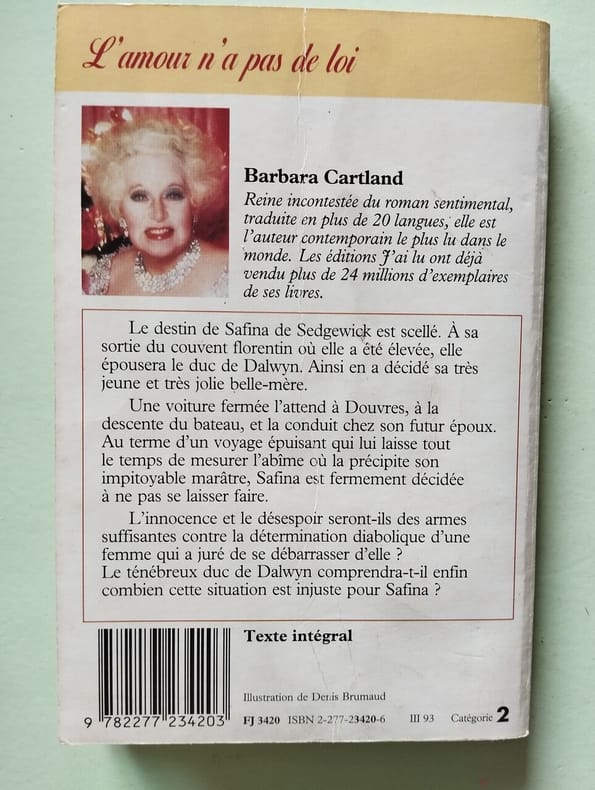 L'amour n'a pas de loi
Barbara Cartland
Reine incontestée du roman sentimental,
traduite en plus de 20 langues, elle est
l'auteur contemporain le plus lu dans le
monde. Les éditions J'ai lu ont déjà
vendu plus de 24 millions d'exemplaires
de ses livres.
Le destin de Safina de Sedgewick est scellé. À sa
sortie du couvent florentin où elle a été élevée, elle
épousera le duc de Dalwyn. Ainsi en a décidé sa très
jeune et très jolie belle-mère.
Une voiture fermée l'attend à Douvres, à la
descente du bateau, et la conduit chez son futur époux.
Au terme d'un voyage épuisant qui lui laisse tout
le temps de mesurer l'abîme où la précipite son
impitoyable marâtre, Safina est fermement décidée
à ne pas se laisser faire.
L'innocence et le désespoir seront-ils des armes
suffisantes contre la détermination diabolique d'une
femme qui a juré de se débarrasser d'elle ?
Le ténébreux duc de Dalwyn comprendra-t-il enfin
combien cette situation est injuste pour Safina ?
Texte intégral
Illustration de Denis Brumaud
9 782277 234203
FJ 3420 ISBN 2-277-23420-6 III 93 Catégorie 2